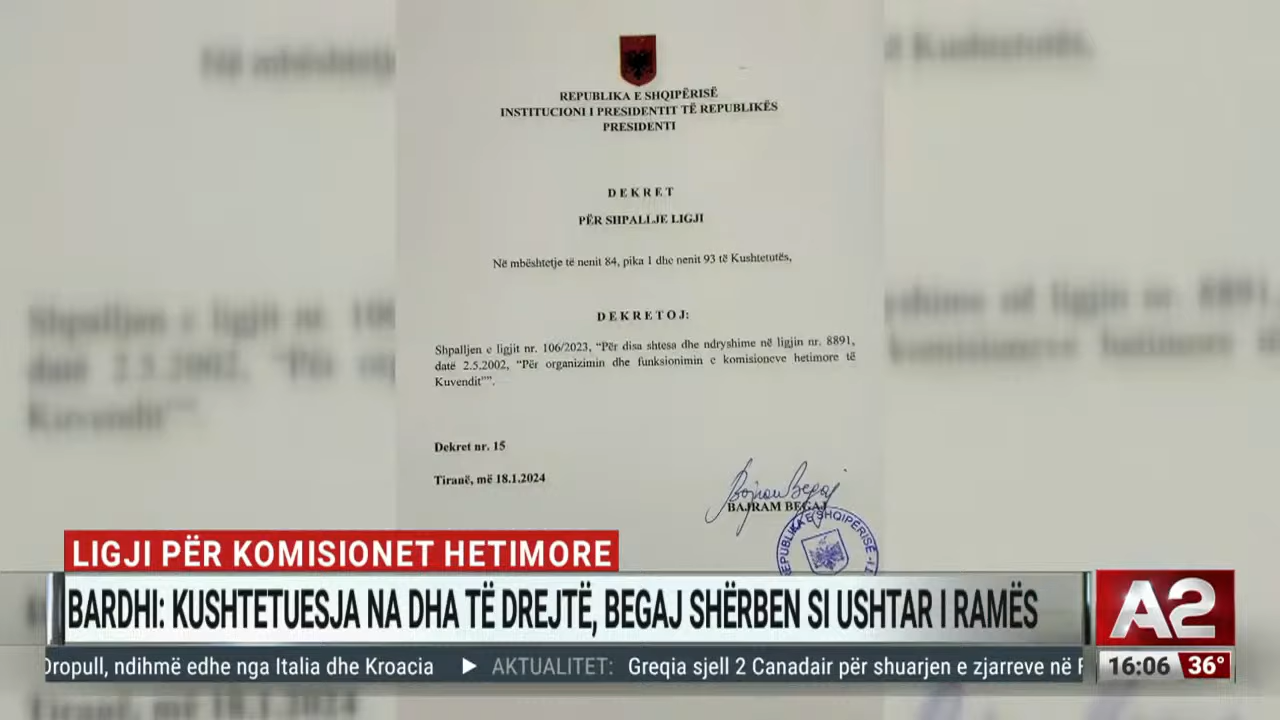 REPUBLIKA E SHQIPËRISË
INSTITUCIONI I PRESIDENTIT TË REPUBLIKËS
PRESIDENTI
DEKRET
PËR SHPALLJE LIGJI
Në mbështetje të nenit 84, pika 1 dhe nenit 93 të Kushtetutës,
DEKRETOJ:
Shpalljen e ligjit nr. 106/2023, “Për disa shtesa dhe ndryshime në ligjin nr. 8891,
datë 2.5.2002, “Për organizimin dhe funksionimin e komisioneve hetimore të
Kuvendit””.
Dekret nr. 15
Tiranë, më 18.1.2024
Bajram Begaj
BAJRAM BEGAJ
REPUBLIKA E SHQIPËRISË
LIGJI PËR KOMISIONET HETIMORE
BARDHI: KUSHTETUESJA NA DHA TË DREJTË, BEGAJ SHËRBEN SI USHTAR I RAMËS
A2
Dropull, ndihmë edhe nga Italia dhe Kroacia ▶ AKTUALITET: Greqia sjell 2 Canadair për shuarjen e zjarreve në
16:06 36°